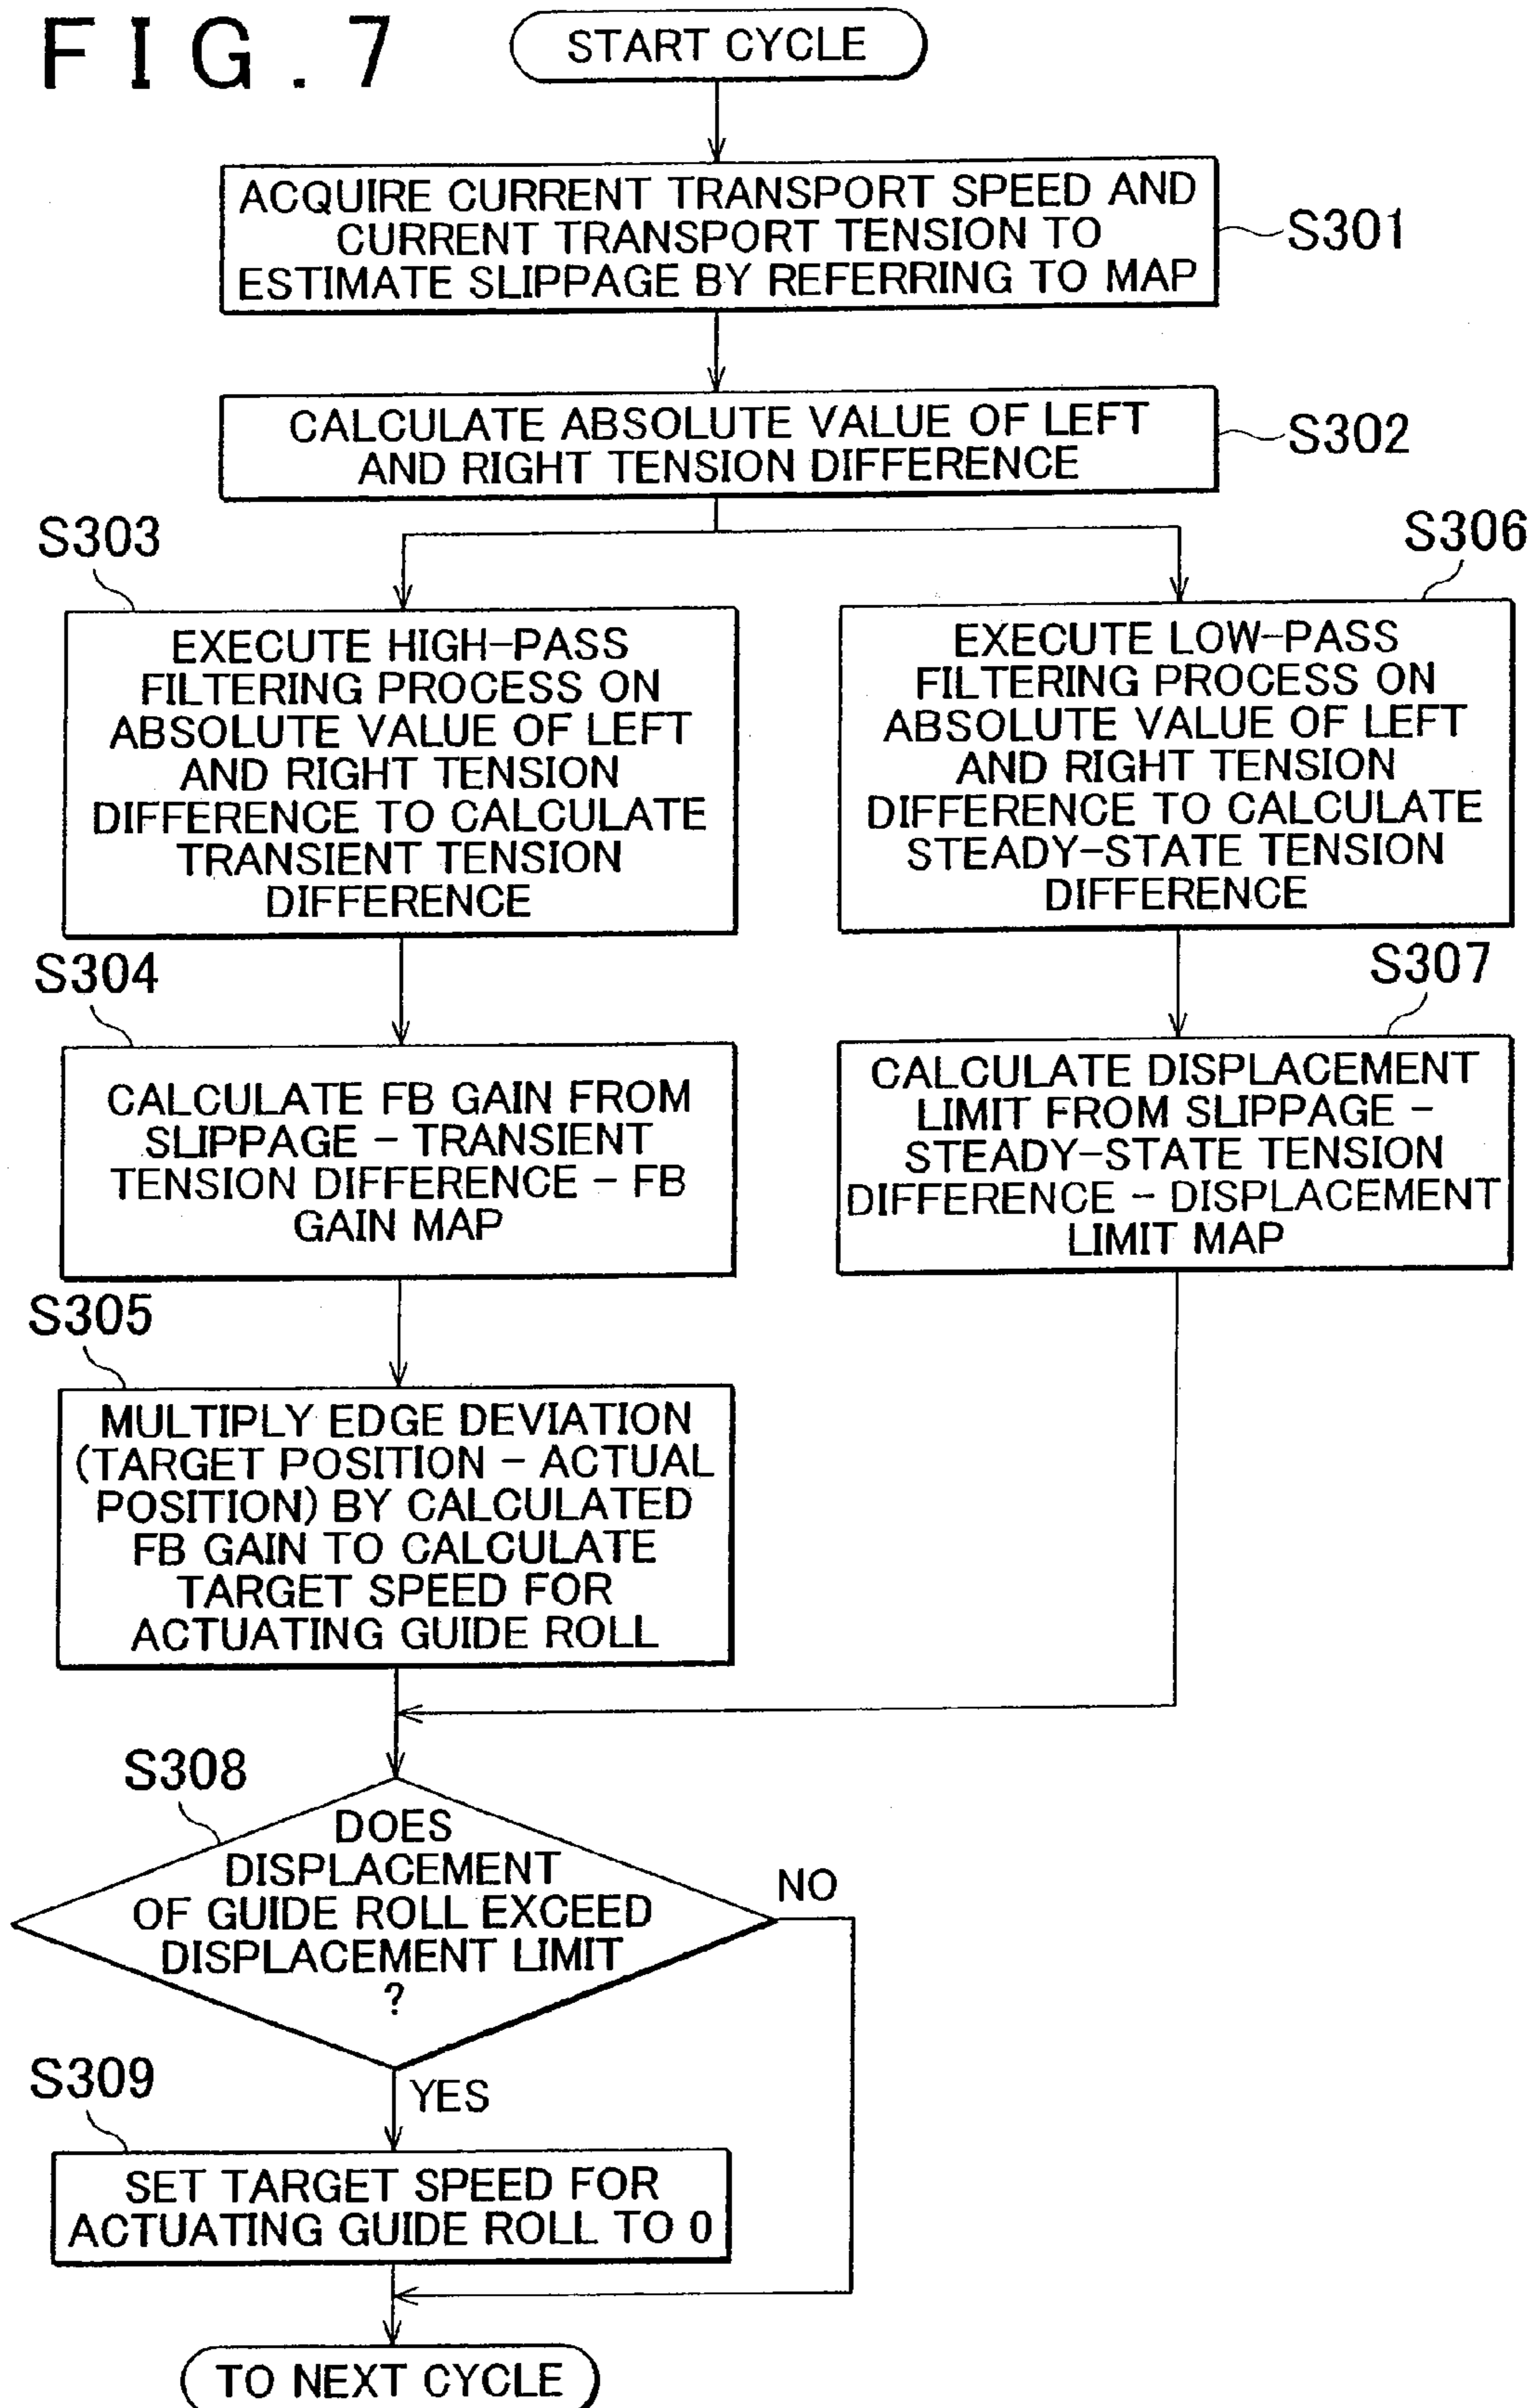 FIG. 7
START CYCLE
ACQUIRE CURRENT TRANSPORT SPEED AND
CURRENT TRANSPORT TENSION TO
ESTIMATE SLIPPAGE BY REFERRING TO MAP
S301
CALCULATE ABSOLUTE VALUE OF LEFT
AND RIGHT TENSION DIFFERENCE
S302
S303
EXECUTE HIGH-PASS
FILTERING PROCESS ON
ABSOLUTE VALUE OF LEFT
AND RIGHT TENSION
DIFFERENCE TO CALCULATE
TRANSIENT TENSION
DIFFERENCE
S306
EXECUTE LOW-PASS
FILTERING PROCESS ON
ABSOLUTE VALUE OF LEFT
AND RIGHT TENSION
DIFFERENCE TO CALCULATE
STEADY-STATE TENSION
DIFFERENCE
S304
CALCULATE FB GAIN FROM
SLIPPAGE - TRANSIENT
TENSION DIFFERENCE - FB
GAIN MAP
S307
CALCULATE DISPLACEMENT
LIMIT FROM SLIPPAGE -
STEADY-STATE TENSION
DIFFERENCE - DISPLACEMENT
LIMIT MAP
S305
MULTIPLY EDGE DEVIATION
(TARGET POSITION - ACTUAL
POSITION) BY CALCULATED
FB GAIN TO CALCULATE
TARGET SPEED FOR
ACTUATING GUIDE ROLL
S308
DOES
DISPLACEMENT
OF GUIDE ROLL EXCEED
DISPLACEMENT LIMIT
?
NO
YES
S309
SET TARGET SPEED FOR
ACTUATING GUIDE ROLL TO 0
TO NEXT CYCLE